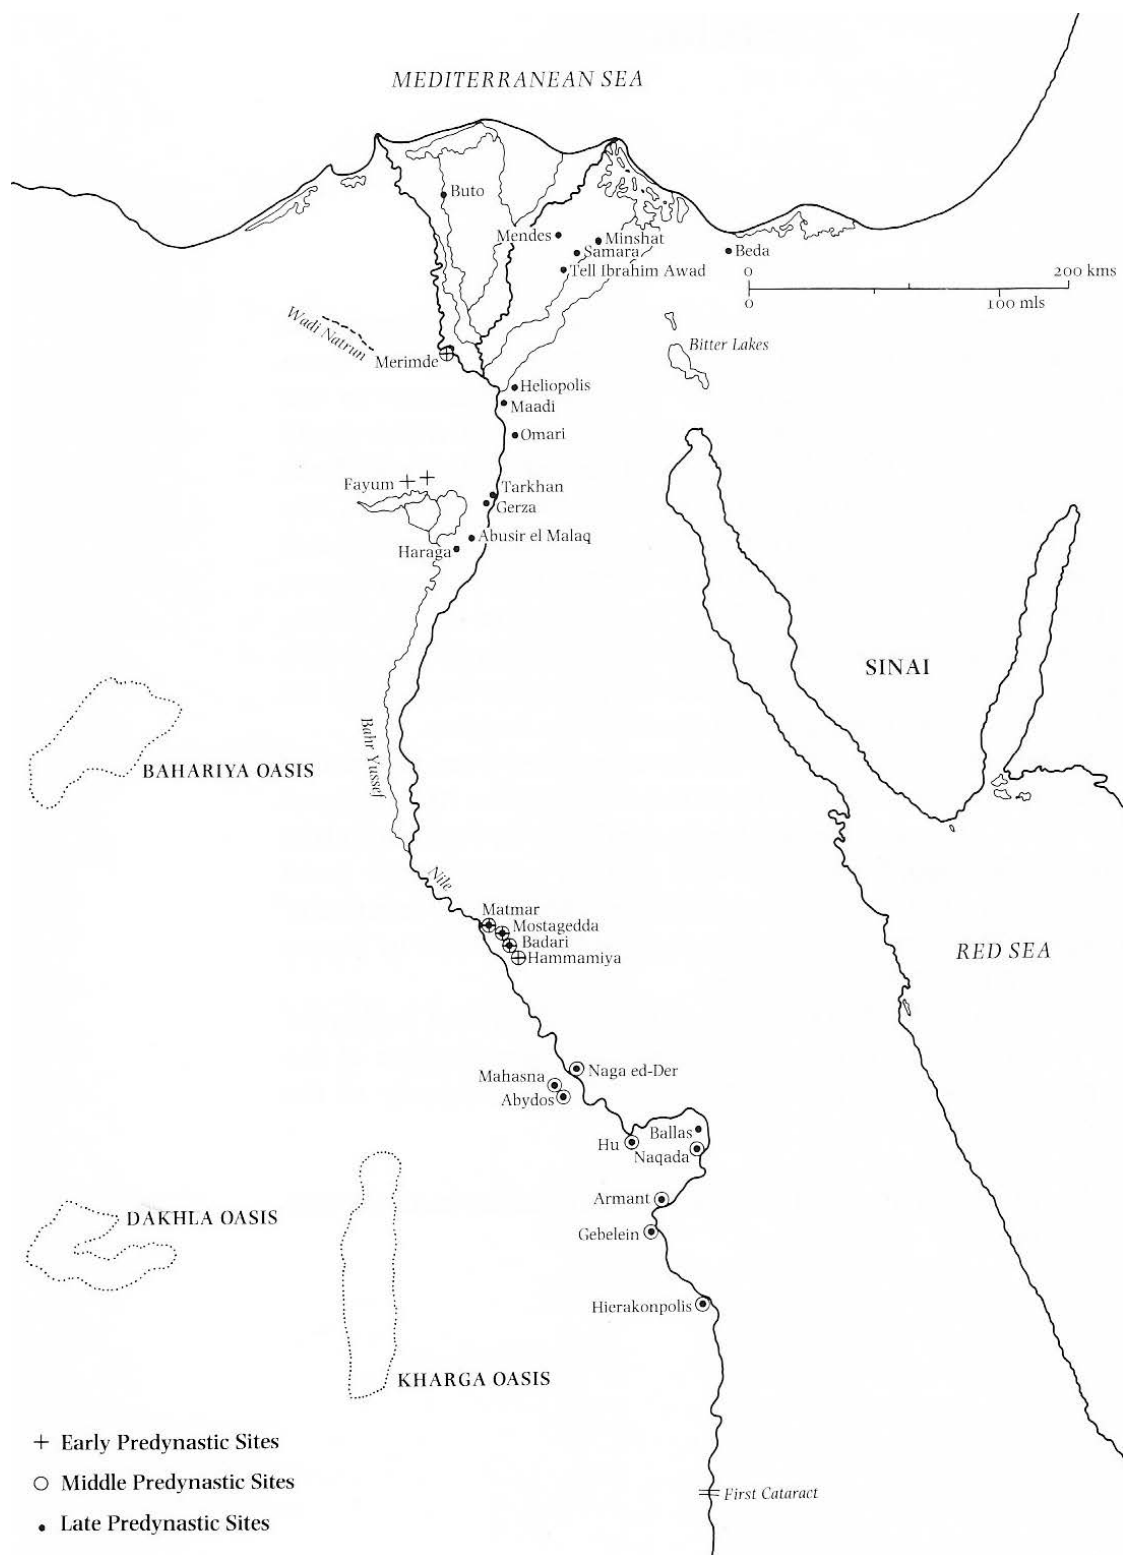 MEDITERRANEAN SEA
Buto
Mendes
Minshat
Samara
Beda
Tell Ibrahim Awad
0 200 kms
0 100 mls
Wadi Natrun
Bitter Lakes
Merimde
Heliopolis
Maadi
Omari
Fayum
Tarkhan
Gerza
Abusir el Malaq
Haraga
SINAI
Bahr Yussef
BAHARIYA OASIS
Nile
Matmar
Mostagedda
Badari
Hammamiya
RED SEA
Naga ed-Der
Mahasna
Abydos
Ballas
Hu
Naqada
Armant
DAKHLA OASIS
Gebelein
Hierakonpolis
KHARGA OASIS
Early Predynastic Sites
Middle Predynastic Sites
Late Predynastic Sites
First Cataract